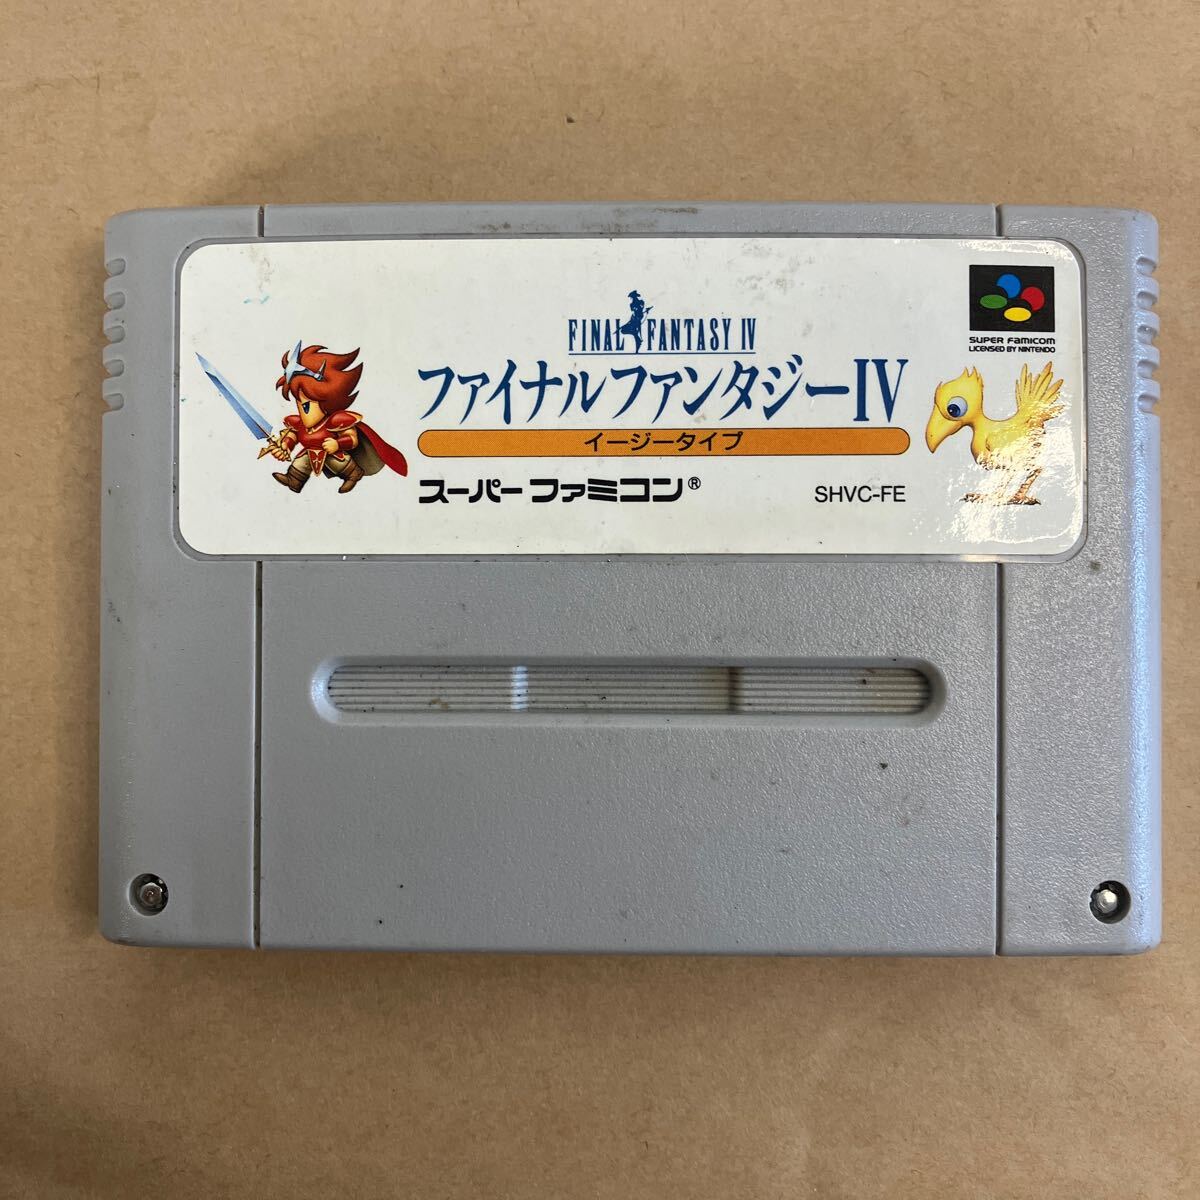 FINAL FANTASY IV
ファイナルファンタジーIV
イージータイプ
スーパーファミコン®
SHVC-FE
SUPER FAMICOM
LICENSED BY NINTENDO